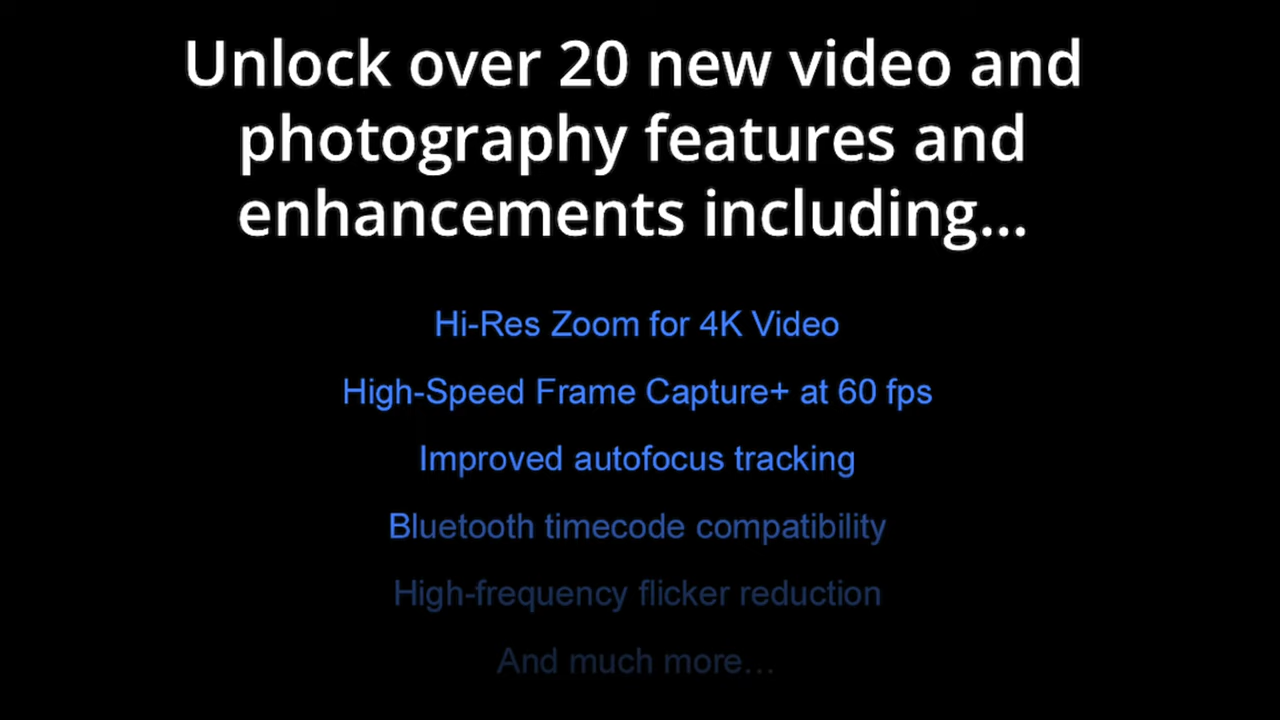 Unlock over 20 new video and
photography features and
enhancements including...
Hi-Res Zoom for 4K Video
High-Speed Frame Capture+ at 60 fps
Improved autofocus tracking
Bluetooth timecode compatibility
High-frequency flicker reduction
And much more...